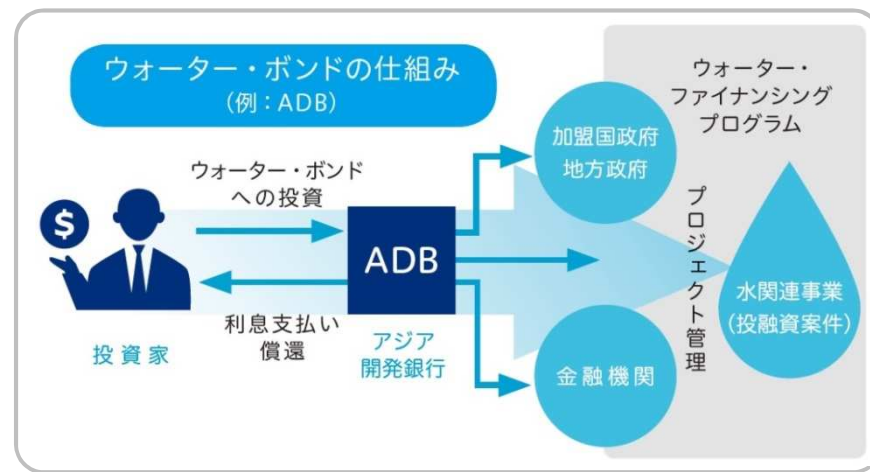 ウォーター・ボンドの仕組み
（例：ADB）
ウォーター・
ファイナンシング
プログラム
加盟国政府
地方政府
ウォーター・ボンド
への投資
$
ADB
プロジェクト管理
水関連事業
（投融資案件）
利息支払い
償還
投資家
アジア
開発銀行
金融機関